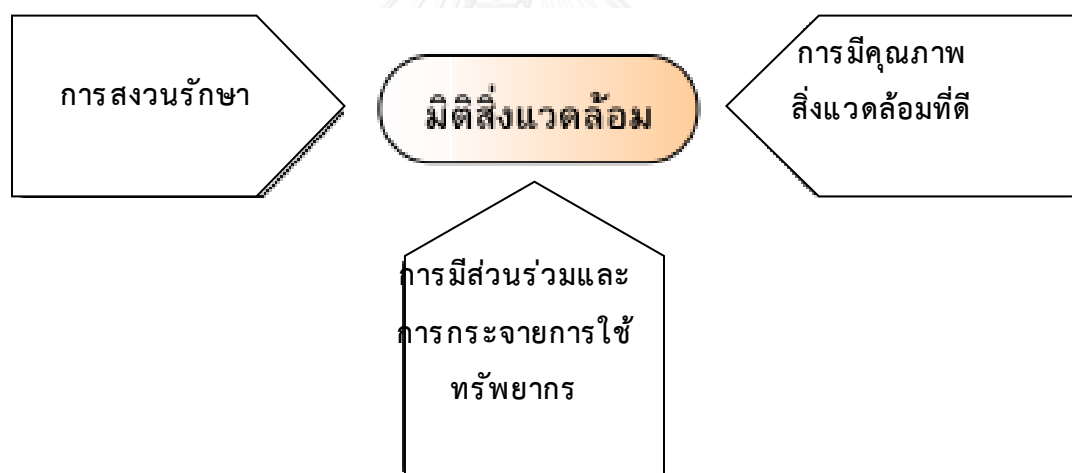 การสงวนรักษา
มิติสิ่งแวดล้อม
การมีคุณภาพ
สิ่งแวดล้อมที่ดี
การมีส่วนร่วมและ
การกระจายการใช้
ทรัพยากร